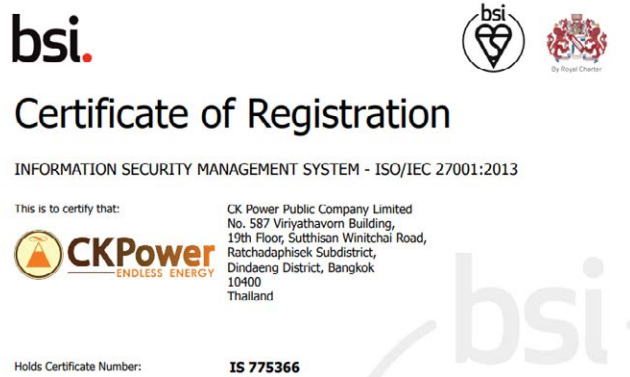 bsi.
bsi
By Royal Charter
Certificate of Registration
INFORMATION SECURITY MANAGEMENT SYSTEM - ISO/IEC 27001:2013
This is to certify that:
CKPower
ENDLESS ENERGY
CK Power Public Company Limited
No. 587 Viriyathavorn Building,
19th Floor, Sutthisan Winitchai Road,
Ratchadaphisek Subdistrict,
Dindaeng District, Bangkok
10400
Thailand
bsi
Holds Certificate Number:
IS 775366